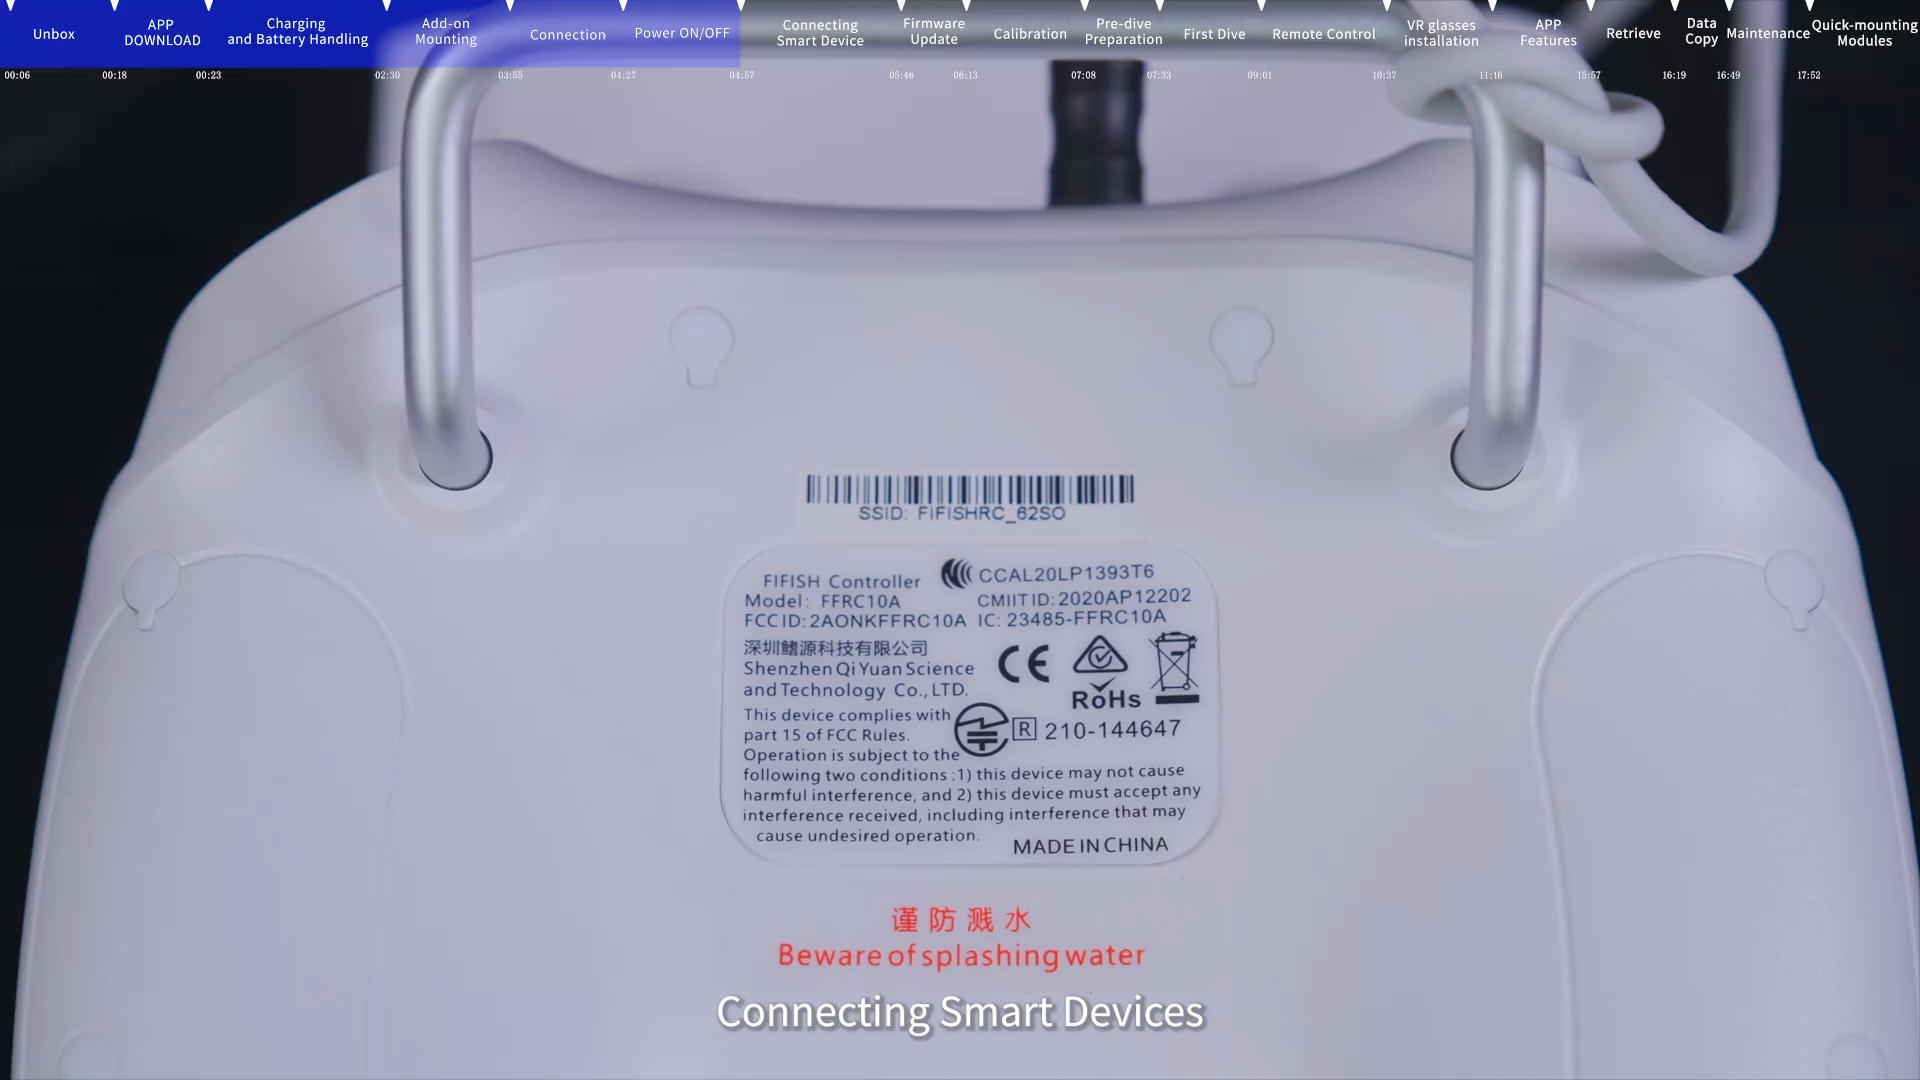 Unbox
APP
DOWNLOAD
Charging
and Battery Handling
Add-on
Mounting
Connection
Power ON/OFF
Connecting
Smart Device
Firmware
Update
Calibration
Pre-dive
Preparation
First Dive
Remote Control
VR glasses
installation
APP
Features
Retrieve
Data
Copy
Maintenance
Quick-mounting
Modules
00:06
00:18
00:23
02:30
03:55
04:27
04:57
05:46
06:13
07:08
07:33
09:01
10:37
11:16
15:57
16:19
16:49
17:52
SSID: FIFISHRC_62SO
FIFISH Controller
CCAL20LP1393T6
Model: FFRC10A
CMIIT ID: 2020AP12202
FCC ID: 2AONKFFRC10A IC: 23485-FFRC10A
深圳鳍源科技有限公司
Shenzhen Qi Yuan Science
and Technology Co., LTD.
CE
RoHs
This device complies with
part 15 of FCC Rules.
R 210-144647
Operation is subject to the
following two conditions :1) this device may not cause
harmful interference, and 2) this device must accept any
interference received, including interference that may
cause undesired operation.
MADE IN CHINA
谨防溅水
Beware of splashing water
Connecting Smart Devices